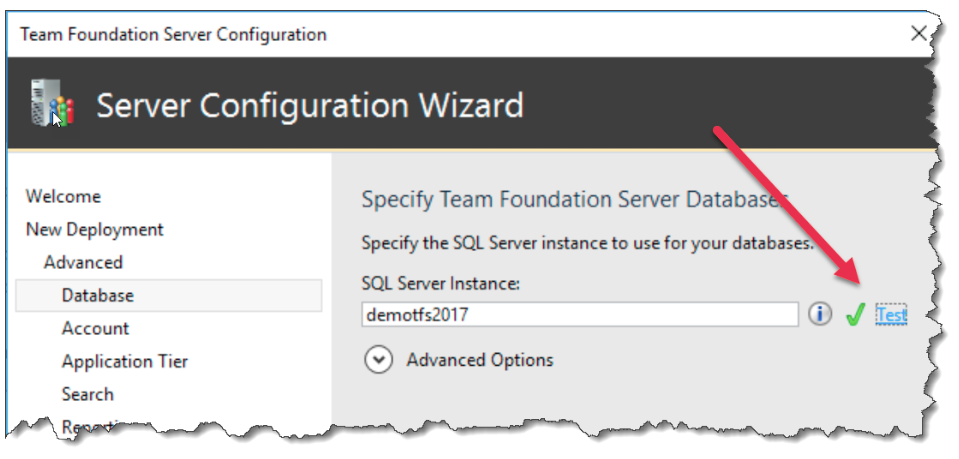 Team Foundation Server Configuration
Server Configuration Wizard
Welcome
New Deployment
Advanced
Database
Account
Application Tier
Search
Specify Team Foundation Server Databases
Specify the SQL Server instance to use for your databases.
SQL Server Instance:
demotfs2017
Test
Advanced Options